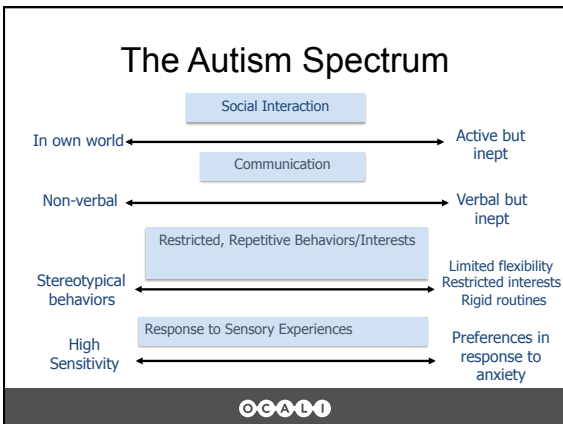 The Autism Spectrum
Social Interaction
In own world
Active but
inept
Communication
Non-verbal
Verbal but
inept
Restricted, Repetitive Behaviors/Interests
Stereotypical
behaviors
Limited flexibility
Restricted interests
Rigid routines
Response to Sensory Experiences
High
Sensitivity
Preferences in
response to
anxiety
OCALI